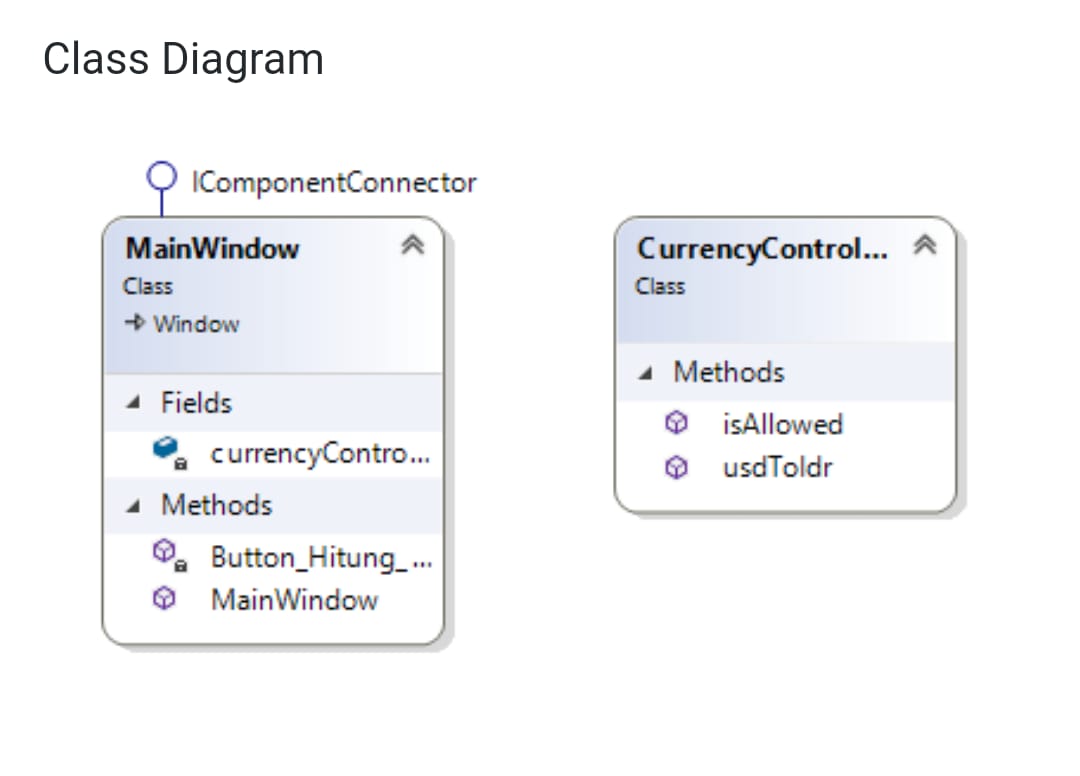 Class Diagram
IComponentConnector
MainWindow
Class
Window
Fields
currencyContro...
Methods
Button_Hitung_...
MainWindow
CurrencyControl...
Class
Methods
isAllowed
usdToIdr